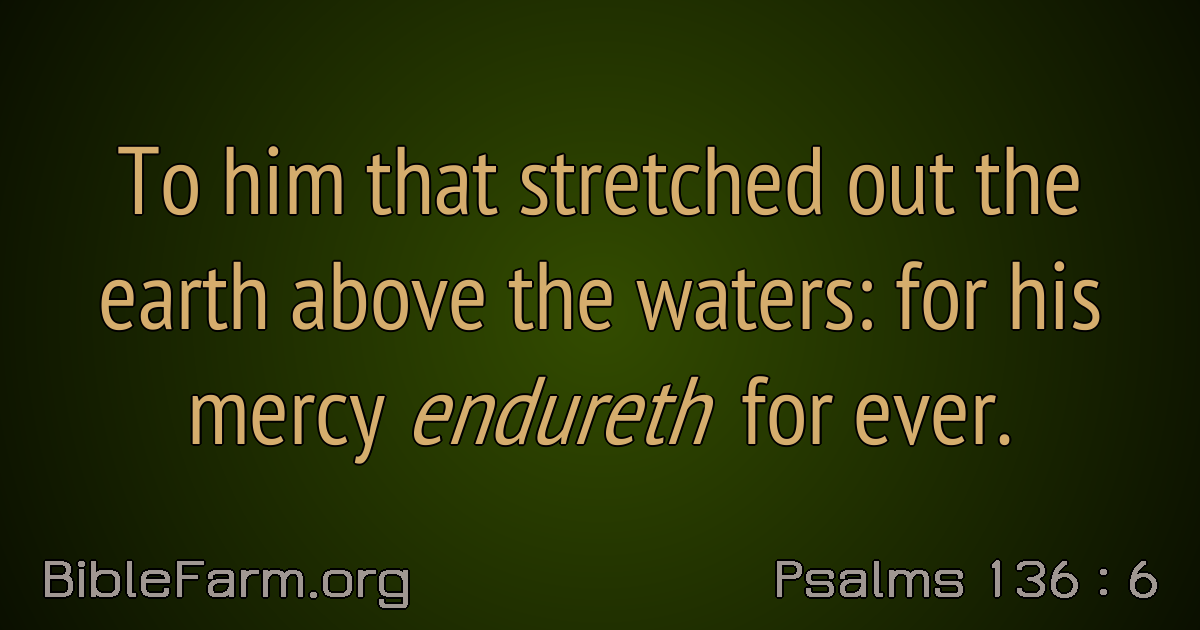 To him that stretched out the
earth above the waters: for his
mercy endureth for ever.
BibleFarm.org
Psalms 136 : 6